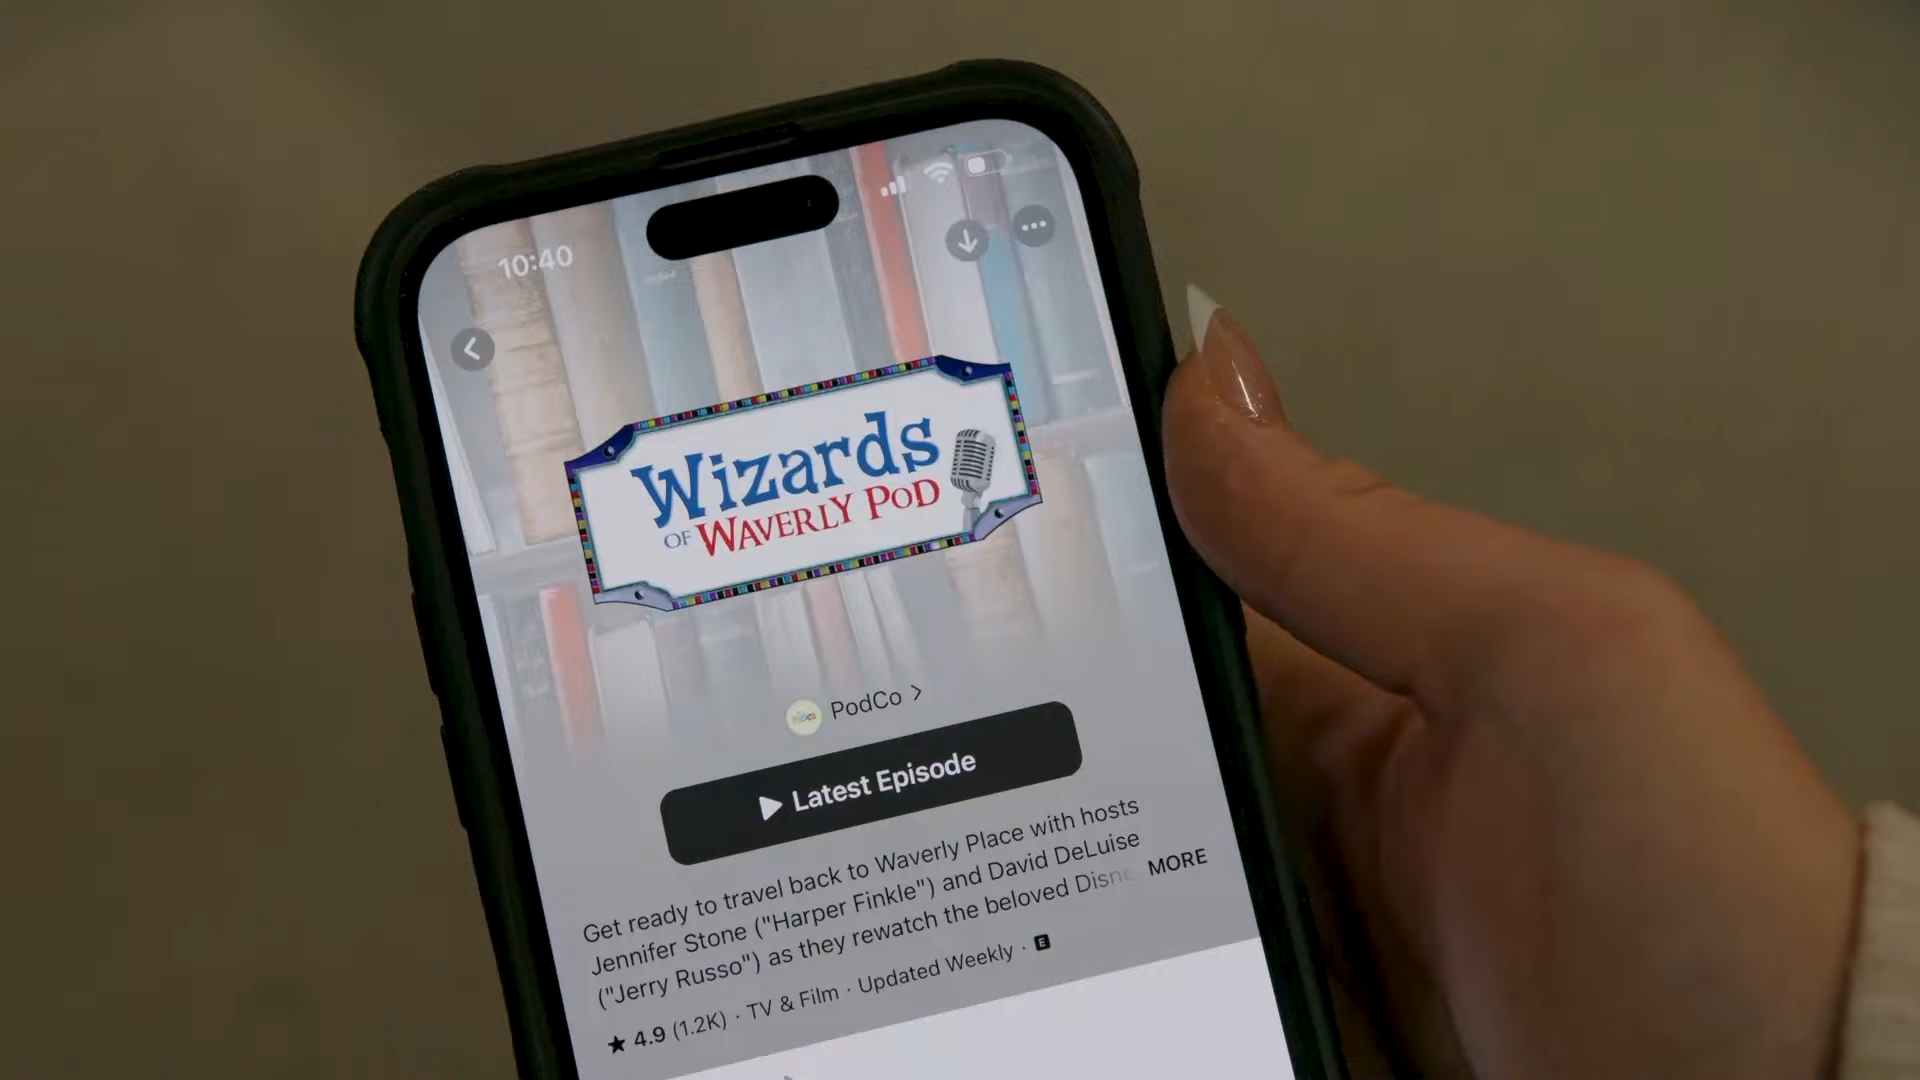 10:40
Wizards
OF WAVERLY POD
PodCo >
Latest Episode
Get ready to travel back to Waverly Place with hosts
Jennifer Stone ("Harper Finkle") and David DeLuise
("Jerry Russo") as they rewatch the beloved Disne MORE
★ 4.9 (1.2K) · TV & Film · Updated Weekly · E